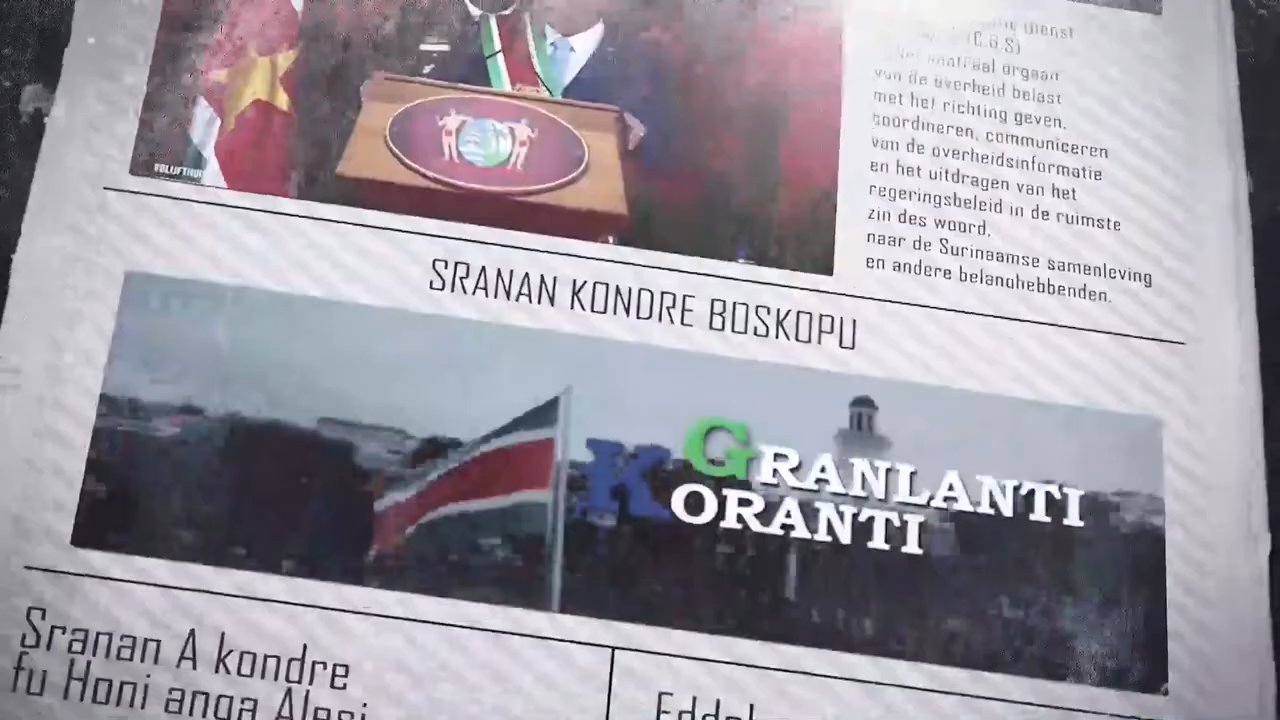 dienst
(C.G.S)
orgaan
van de overheid belast
met het richting geven,
coördineren, communiceren
van de overheidsinformatie
en het uitdragen van het
regeringsbeleid in de ruimste
zin des woord,
naar de Surinaamse samenleving
en andere belanghebbenden.
SRANAN KONDRE BOSKOPU
GRANLANTI
KORANTI
Sranan A kondre
fu Honi anga Alesi